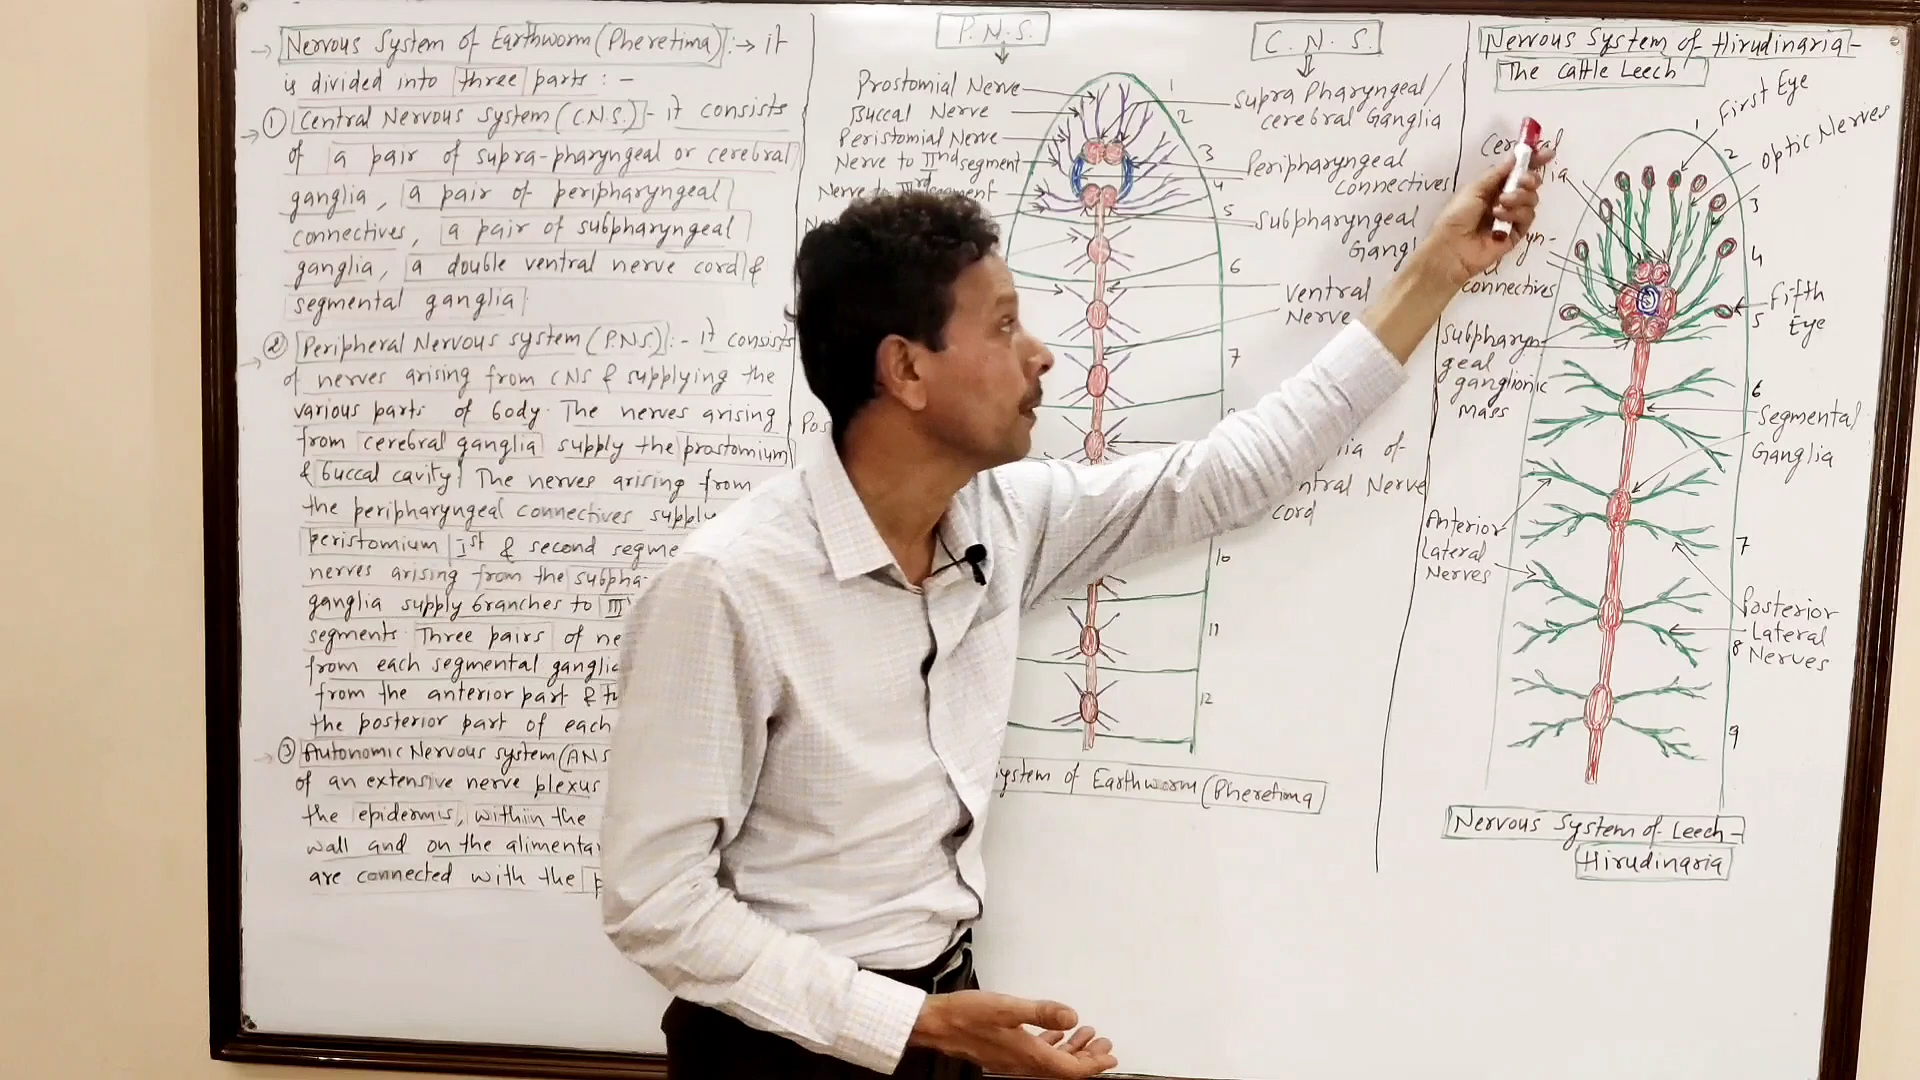 Nervous System of Earthworm (Pheretima) :→ it
is divided into three parts : -
① Central Nervous System (C.N.S.) - it consists
of a pair of supra-pharyngeal or cerebral
ganglia, a pair of peripharyngeal
connectives, a pair of subpharyngeal
ganglia, a double ventral nerve cord &
segmental ganglia
② Peripheral Nervous system (P.N.S.) :- it consists
of nerves arising from CNS & supplying the
various parts of body. The nerves arising
from cerebral ganglia supply the prostomium
& buccal cavity. The nerves arising from
the peripharyngeal connectives supply
peristomium Ist & second segme
nerves arising from the subpha-
ganglia supply branches to III
segments. Three pairs of ne
from each segmental ganglia
from the anterior part & tw
the posterior part of each
③ Autonomic Nervous system (ANS
of an extensive nerve plexus
the epidermis, within the
wall and on the alimenta
are connected with the
P.N.S.
Prostomial Nerve
Buccal Nerve
Peristomial Nerve
Nerve to IInd segment
Nerve to IIIrd segment
Pos
C.N.S.
Supra Pharyngeal /
cerebral Ganglia
Peripharyngeal
connectives
Subpharyngeal
Gangl
Ventral
Nerve
ia of
ntral Nerve
cord
1
2
3
4
5
6
7
10
11
12
ystem of Earthworm (Pheretima
Nervous System of Hirudinaria -
The Cattle Leech
First Eye
Optic Nerves
Fifth
Eye
connectives
Subpharyn-
geal
ganglionic
Mass
Segmental
Ganglia
Anterior
Lateral
Nerves
Posterior
Lateral
Nerves
1
2
3
4
5
6
7
8
9
Nervous System of Leech -
Hirudinaria